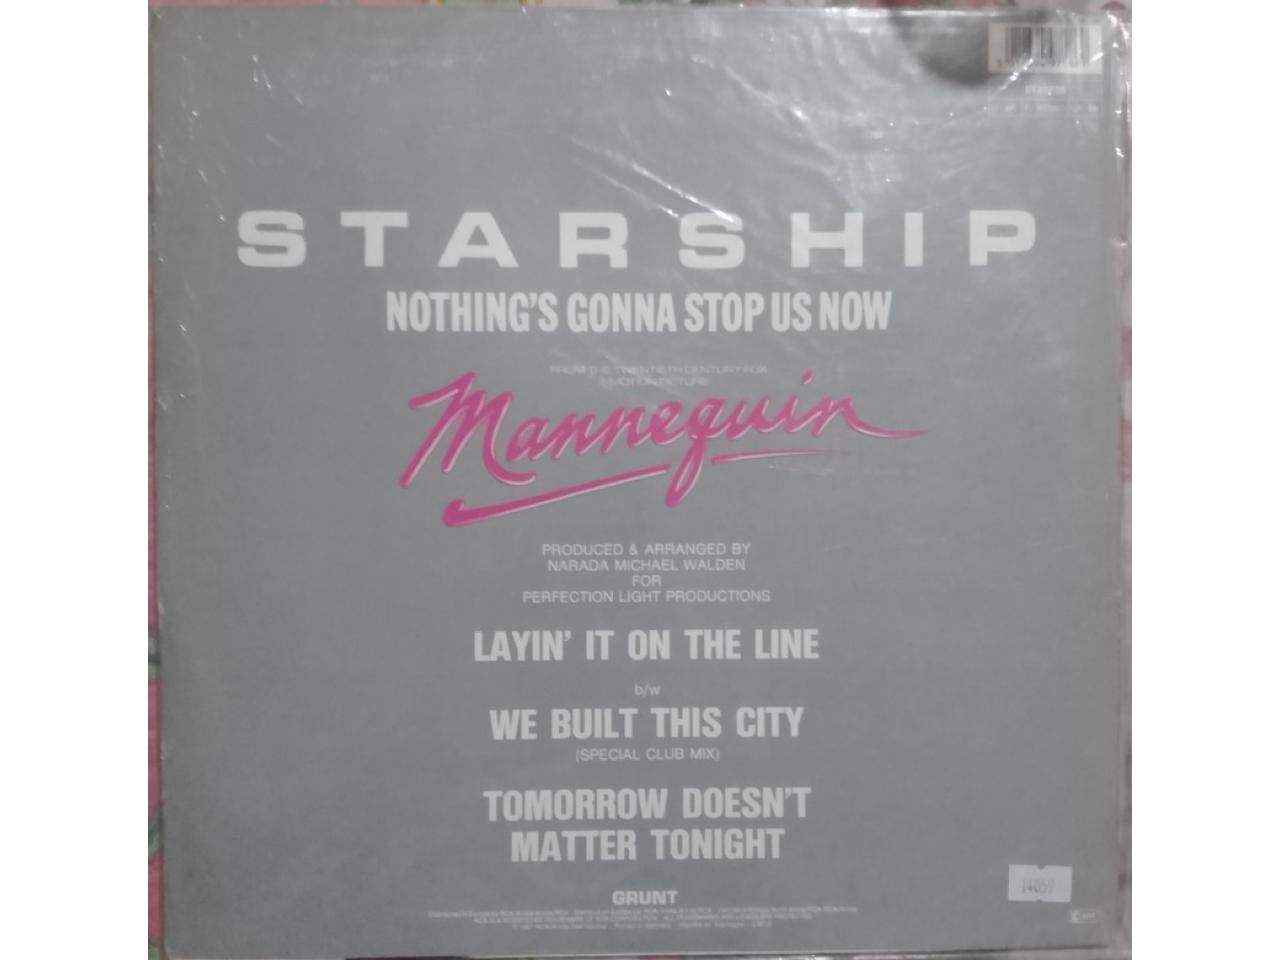 STARSHIP
NOTHING'S GONNA STOP US NOW
FROM THE TWENTIETH CENTURY FOX
MOTION PICTURE
Mannequin
PRODUCED & ARRANGED BY
NARADA MICHAEL WALDEN
FOR
PERFECTION LIGHT PRODUCTIONS
LAYIN' IT ON THE LINE
b/w
WE BUILT THIS CITY
(SPECIAL CLUB MIX)
TOMORROW DOESN'T
MATTER TONIGHT
14859
GRUNT